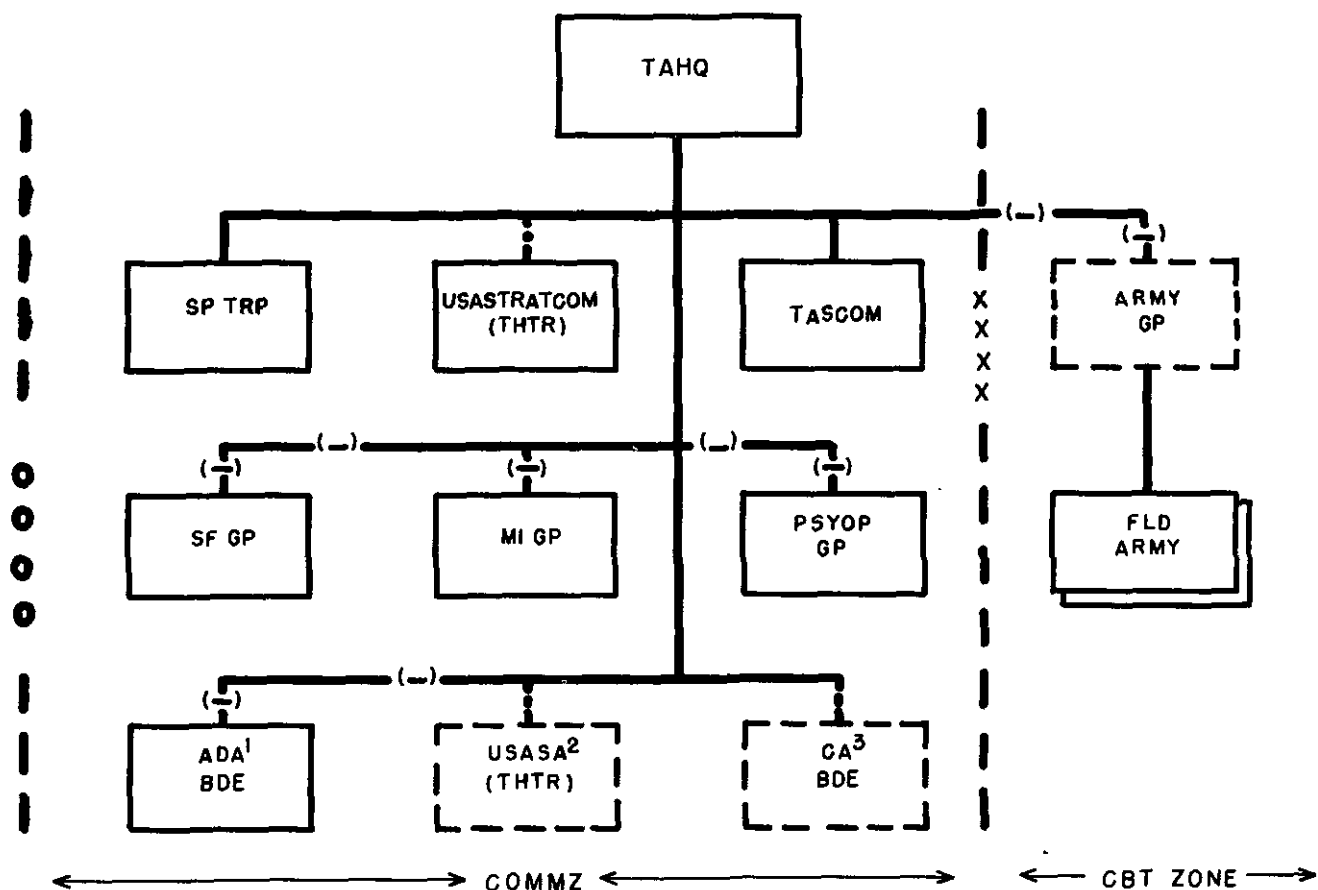 TAHQ
SP TRP
USASTRATCOM
(THTR)
TASCOM
ARMY
GP
X
X
X
X
SF GP
MI GP
PSYOP
GP
FLD
ARMY
ADA¹
BDE
USASA²
(THTR)
CA³
BDE
COMMZ
CBT ZONE